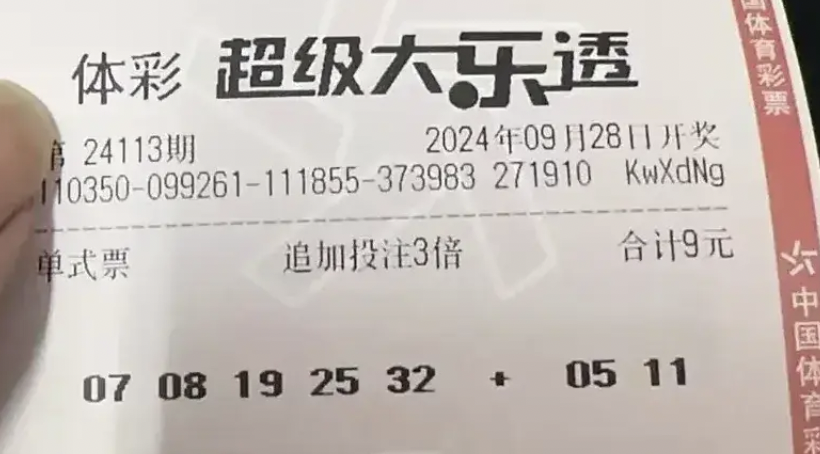 体彩 超级大乐透
24113期 2024年09月28日开奖
110350-099261-111855-373983 271910 KwXdNg
单式票 追加投注3倍 合计9元
07 08 19 25 32 + 05 11
国体育彩票
中国体育彩